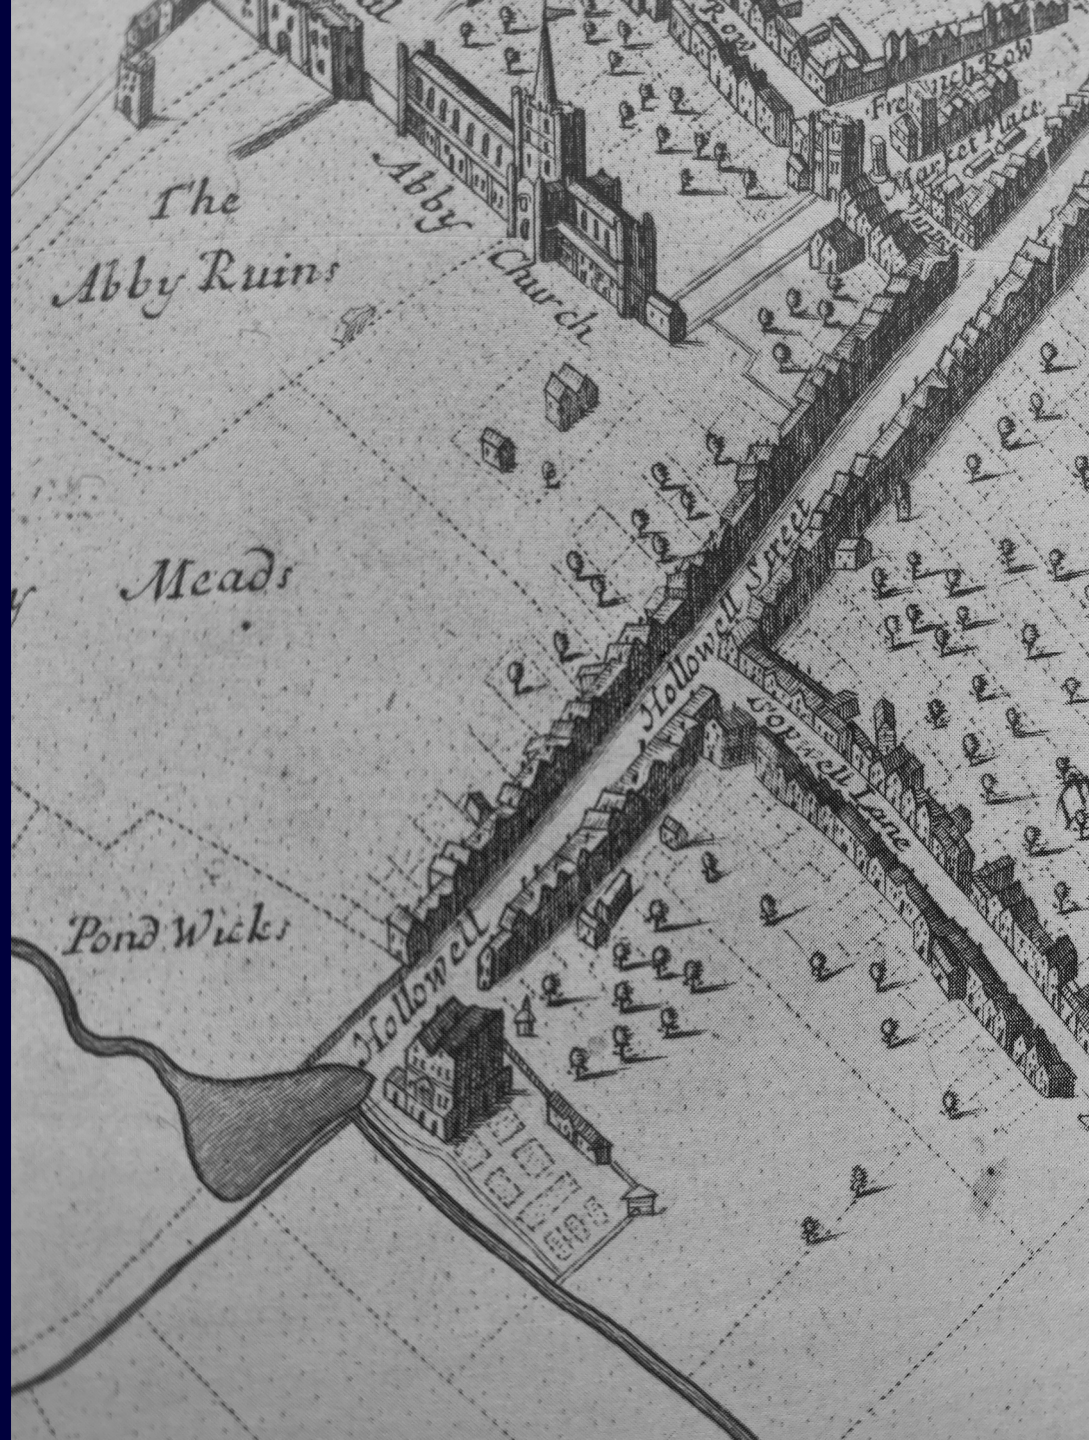 Row
French Row
Market Place
The
Abby Ruins
Abby
Church
Meads
Hollowell Street
Sopwell Lane
Pond Wicks
Hollowell